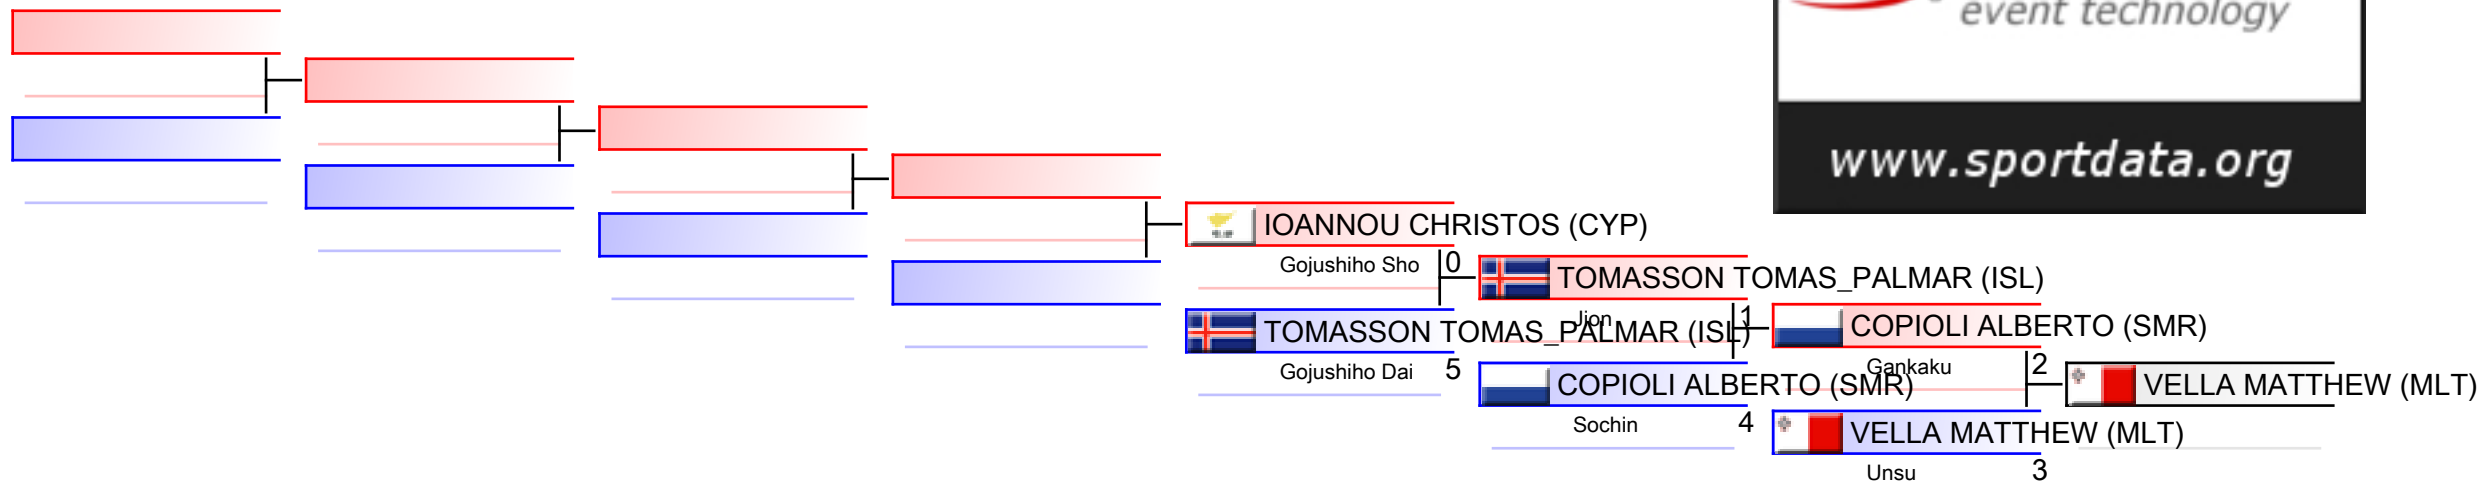 event technology
www.sportdata.org
IOANNOU CHRISTOS (CYP)
Gojushiho Sho 0
TOMASSON TOMAS_PALMAR (ISL)
Gojushiho Dai 5
TOMASSON TOMAS_PALMAR (ISL)
Jion 1
COPIOLI ALBERTO (SMR)
Sochin 4
COPIOLI ALBERTO (SMR)
Gankaku 2
VELLA MATTHEW (MLT)
Unsu 3
VELLA MATTHEW (MLT)